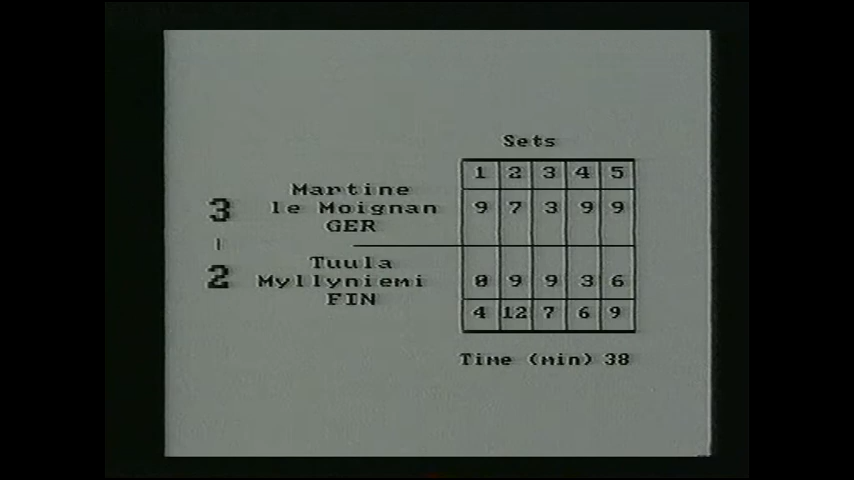 Sets
1 2 3 4 5
Martine
3 le Moignan 9 7 3 9 9
GER
Tuula
2 Myllyniemi 0 9 9 3 6
FIN
4 12 7 6 9
Time (min) 38